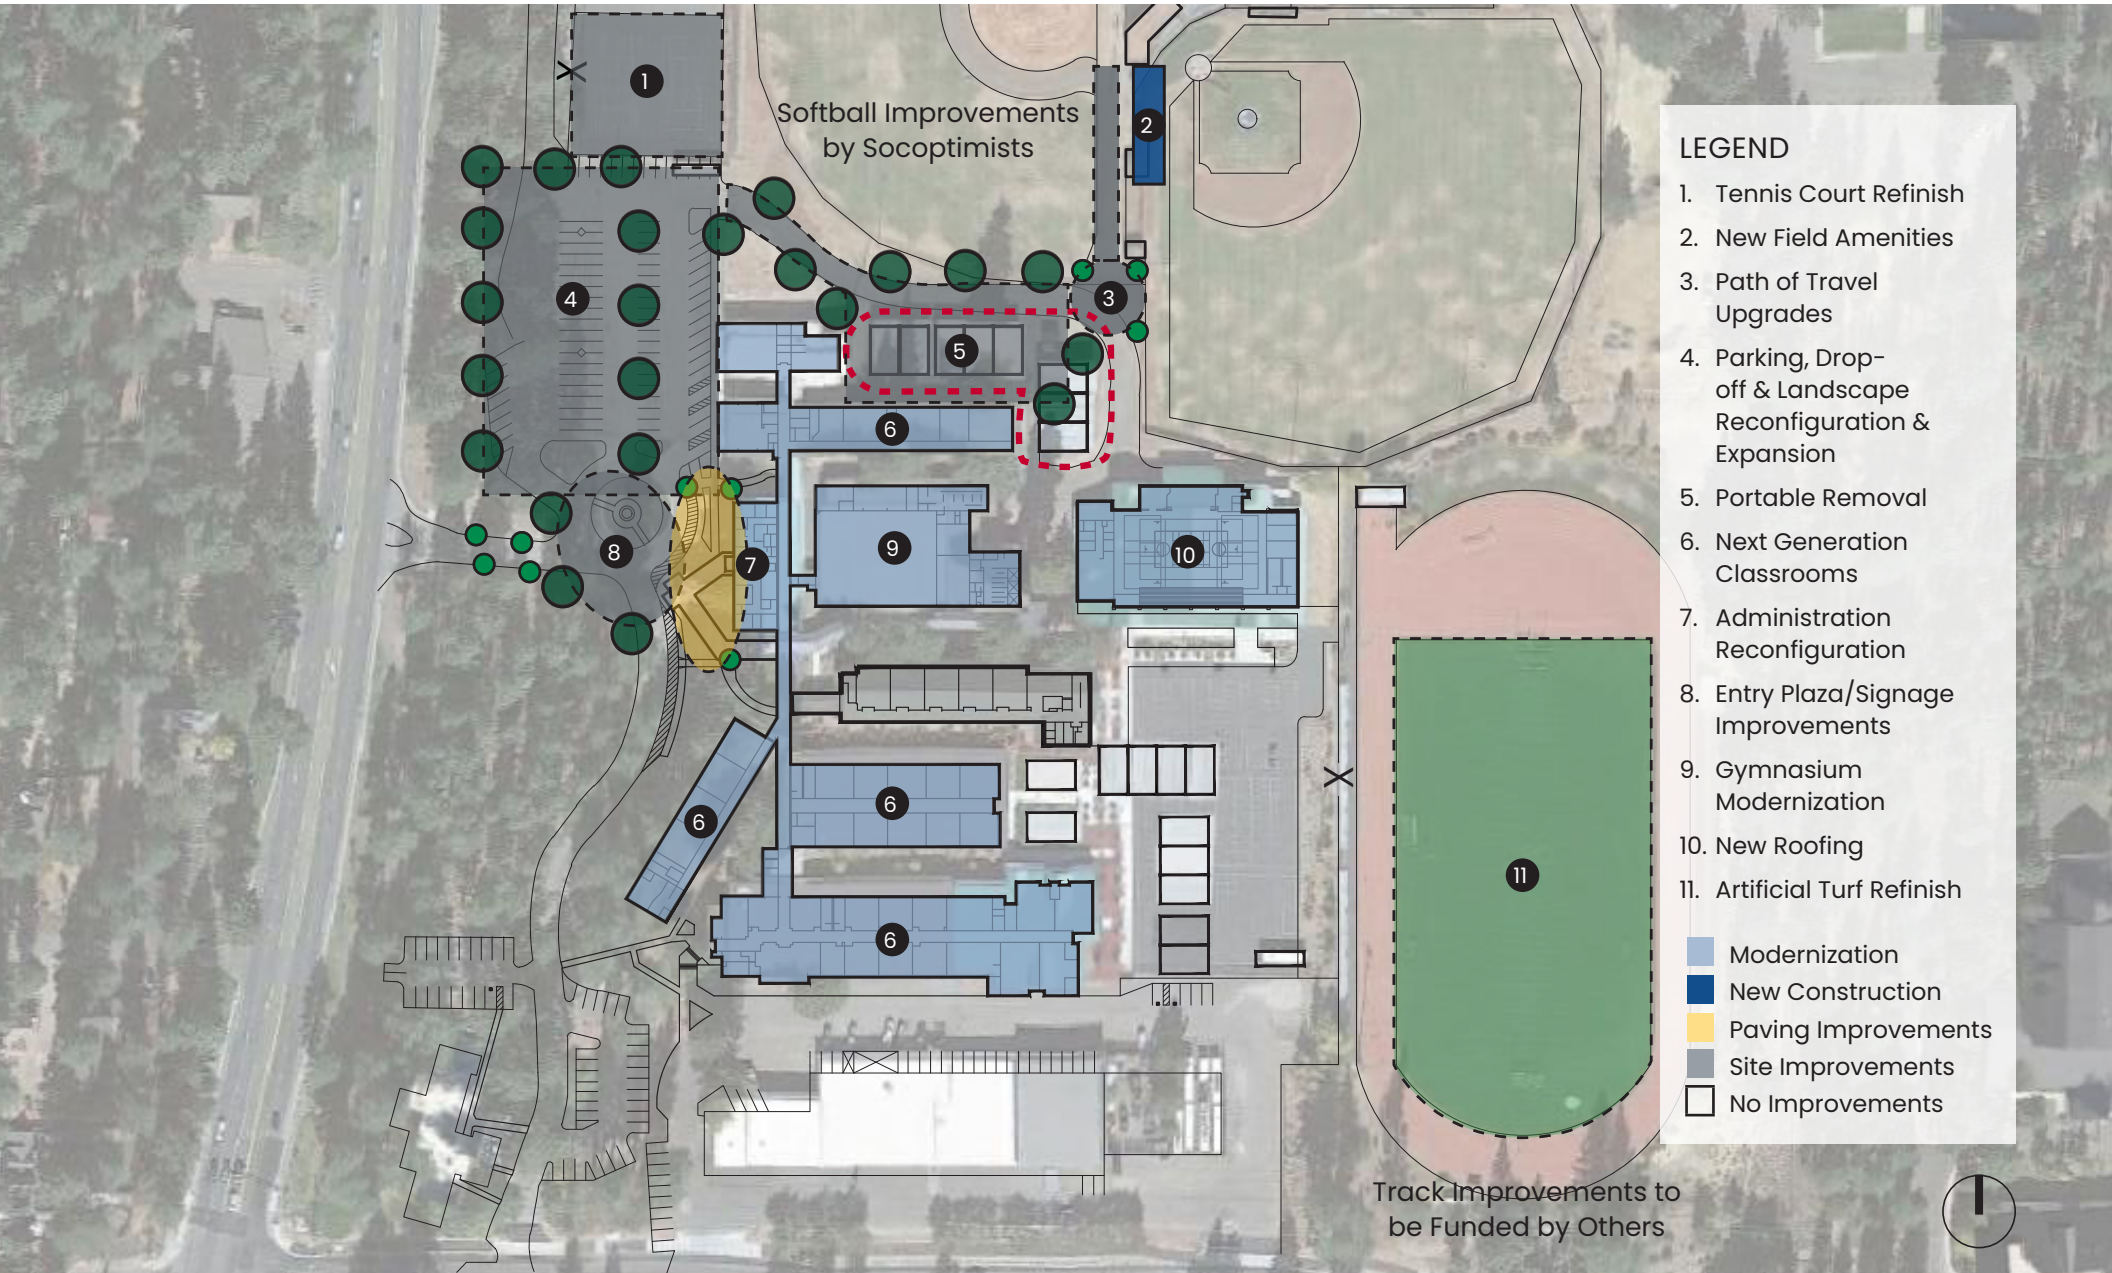 1
Softball Improvements
by Socoptimists
2
3
4
5
6
7
8
9
10
6
6
6
11
Track Improvements to
be Funded by Others
LEGEND
1. Tennis Court Refinish
2. New Field Amenities
3. Path of Travel
Upgrades
4. Parking, Drop-
off & Landscape
Reconfiguration &
Expansion
5. Portable Removal
6. Next Generation
Classrooms
7. Administration
Reconfiguration
8. Entry Plaza/Signage
Improvements
9. Gymnasium
Modernization
10. New Roofing
11. Artificial Turf Refinish
Modernization
New Construction
Paving Improvements
Site Improvements
No Improvements